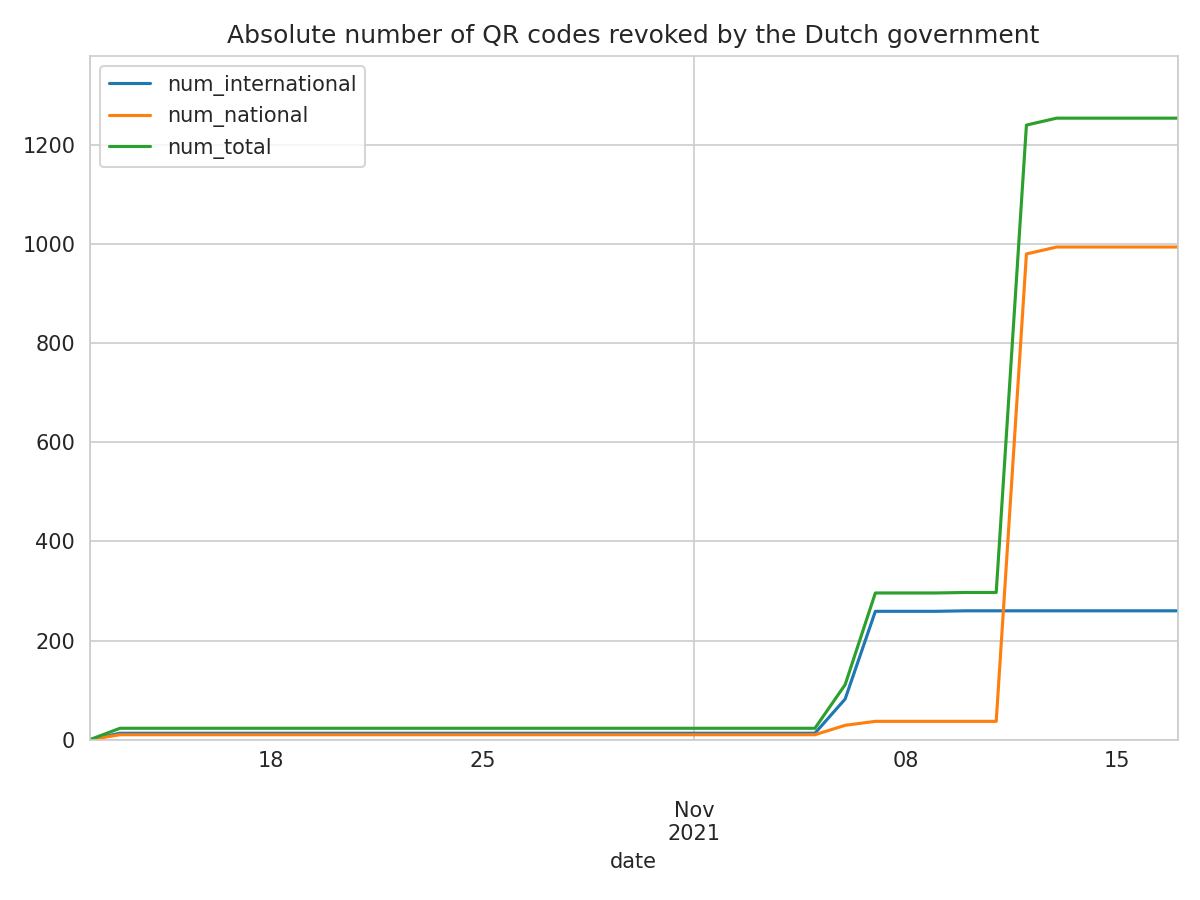 Absolute number of QR codes revoked by the Dutch government
num_international
num_national
num_total
1200
1000
800
600
400
200
0
18 25 08 15
Nov
2021
date